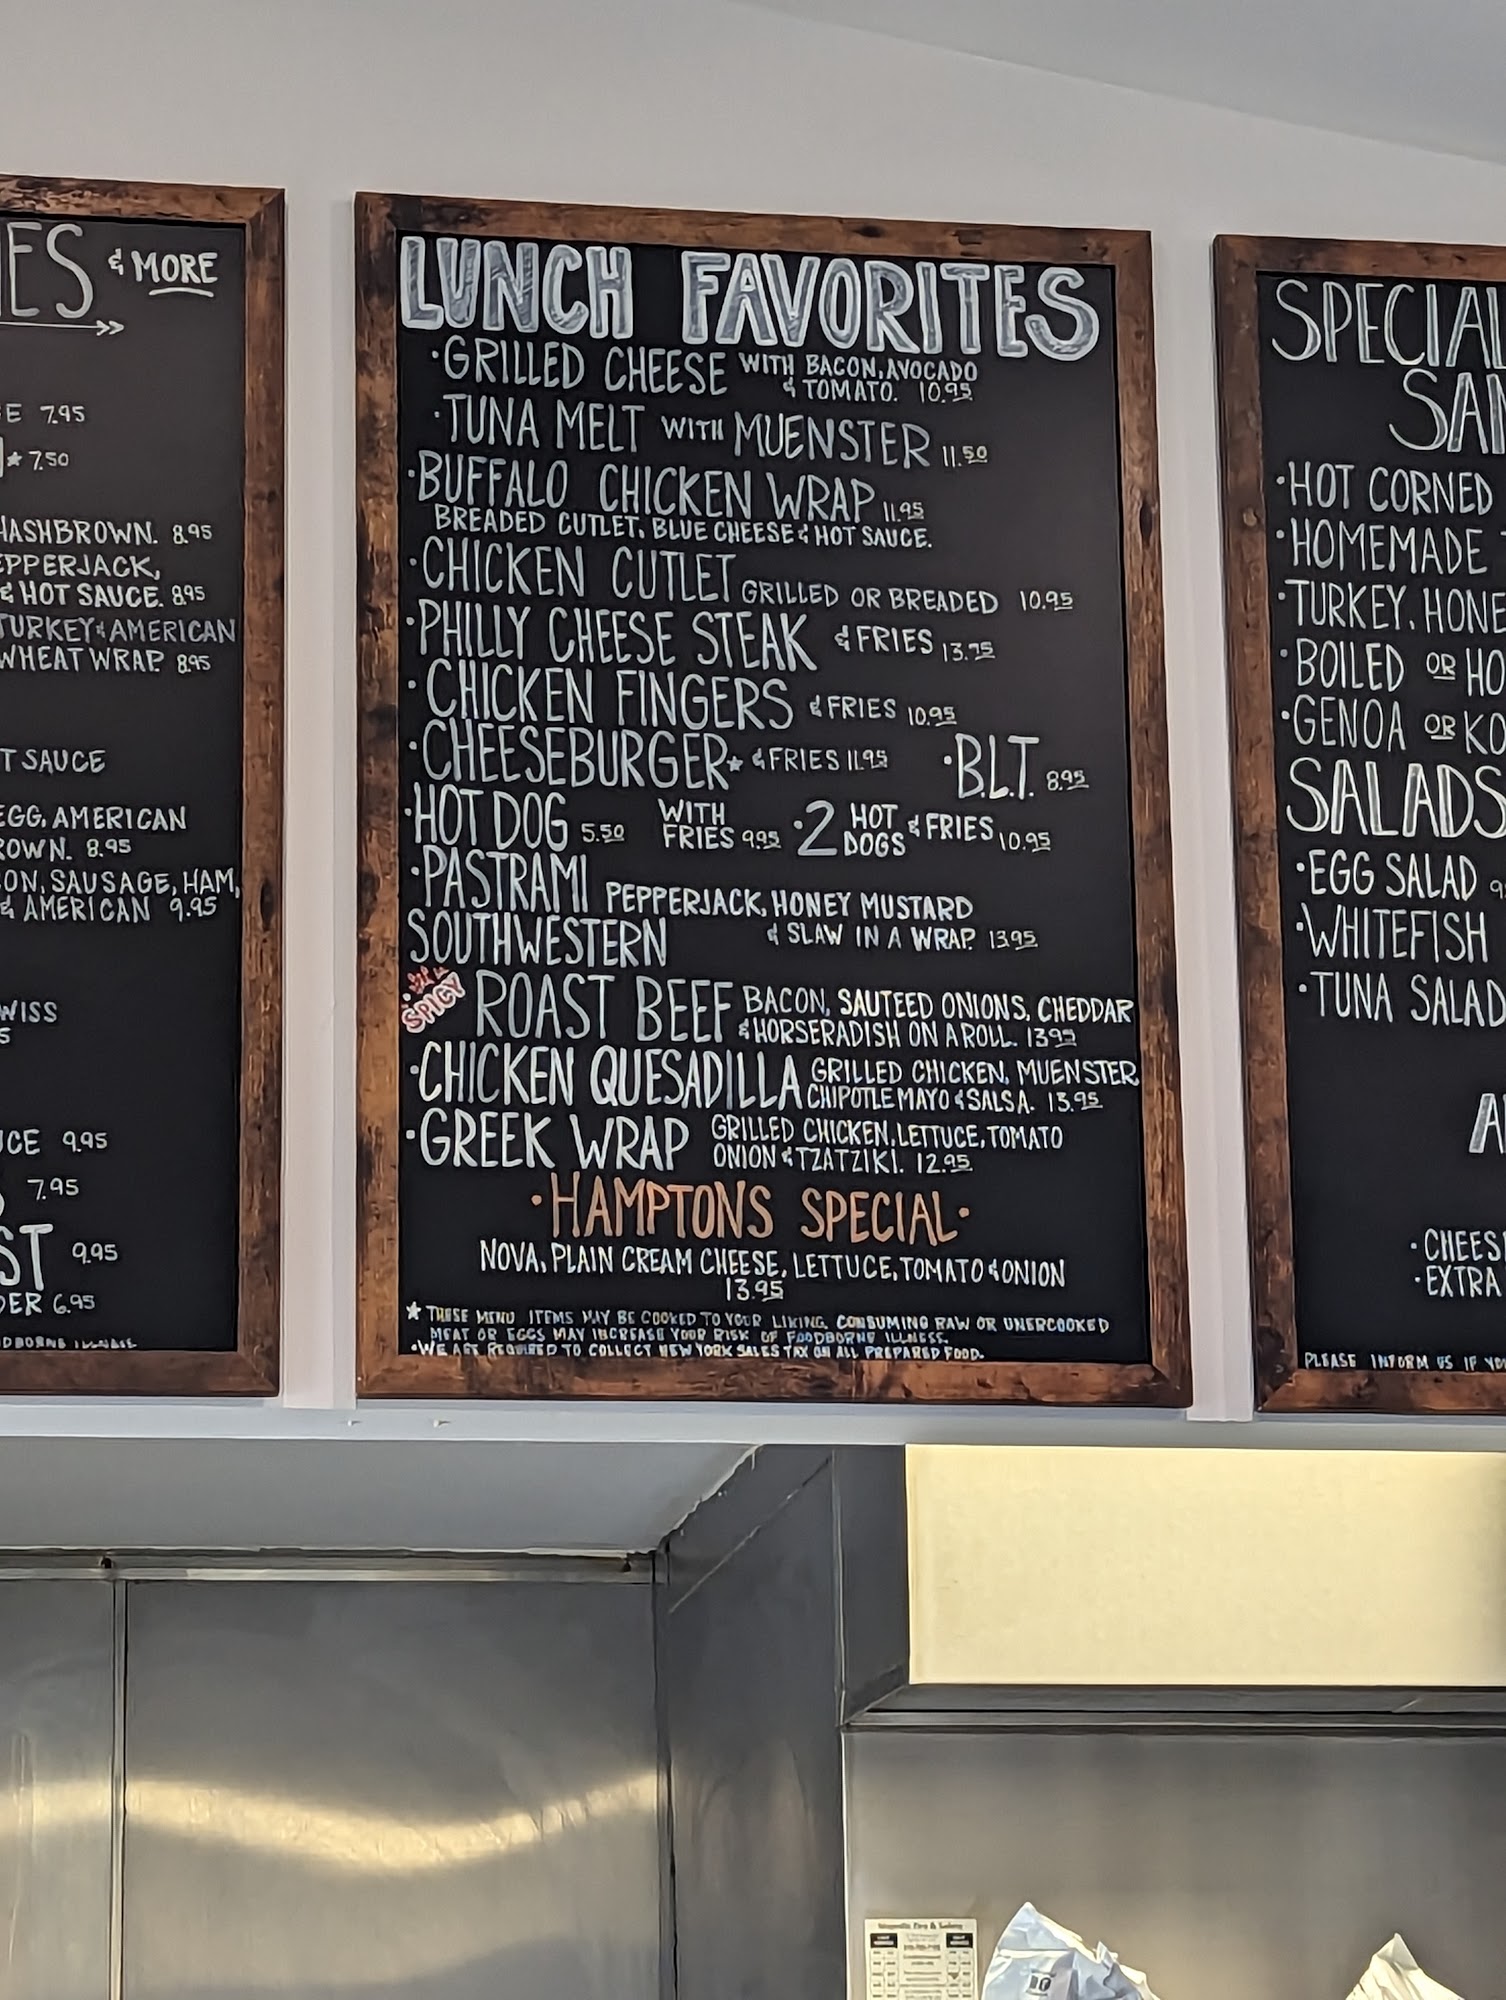 ES & MORE
E 7.95
★ 7.50
HASHBROWN. 8.95
EPPERJACK,
& HOT SAUCE. 8.95
TURKEY & AMERICAN
WHEAT WRAP. 8.95
T SAUCE
EGG, AMERICAN
OWN. 8.95
ON, SAUSAGE, HAM,
& AMERICAN 9.95
WISS
5
UCE 9.95
7.95
ST 9.95
DER 6.95
ODBORNE ILLNESS.
LUNCH FAVORITES
·GRILLED CHEESE WITH BACON, AVOCADO
& TOMATO. 10.95
·TUNA MELT WITH MUENSTER 11.50
·BUFFALO CHICKEN WRAP 11.95
BREADED CUTLET, BLUE CHEESE & HOT SAUCE.
·CHICKEN CUTLET GRILLED OR BREADED 10.95
·PHILLY CHEESE STEAK & FRIES 13.95
·CHICKEN FINGERS & FRIES 10.95
·CHEESEBURGER★ & FRIES 11.95 ·B.L.T. 8.95
·HOT DOG 5.50 WITH FRIES 9.95 ·2 HOT DOGS & FRIES 10.95
·PASTRAMI PEPPERJACK, HONEY MUSTARD
& SLAW IN A WRAP. 13.95
SOUTHWESTERN
SPICY
ROAST BEEF BACON, SAUTEED ONIONS, CHEDDAR
& HORSERADISH ON A ROLL. 13.95
·CHICKEN QUESADILLA GRILLED CHICKEN, MUENSTER
CHIPOTLE MAYO & SALSA. 13.95
·GREEK WRAP GRILLED CHICKEN, LETTUCE, TOMATO
ONION & TZATZIKI. 12.95
·HAMPTONS SPECIAL·
NOVA, PLAIN CREAM CHEESE, LETTUCE, TOMATO & ONION
13.95
★ THESE MENU ITEMS MAY BE COOKED TO YOUR LIKING. CONSUMING RAW OR UNERCOOKED
MEAT OR EGGS MAY INCREASE YOUR RISK OF FOODBORNE ILLNESS.
·WE ARE REQUIRED TO COLLECT NEW YORK SALES TAX ON ALL PREPARED FOOD.
SPECIAL
SAN
·HOT CORNED
·HOMEMADE
·TURKEY, HONE
·BOILED OR HO
·GENOA OR KO
SALADS
·EGG SALAD 9
·WHITEFISH
·TUNA SALAD
A
·CHEES
·EXTRA
PLEASE INFORM US IF YO